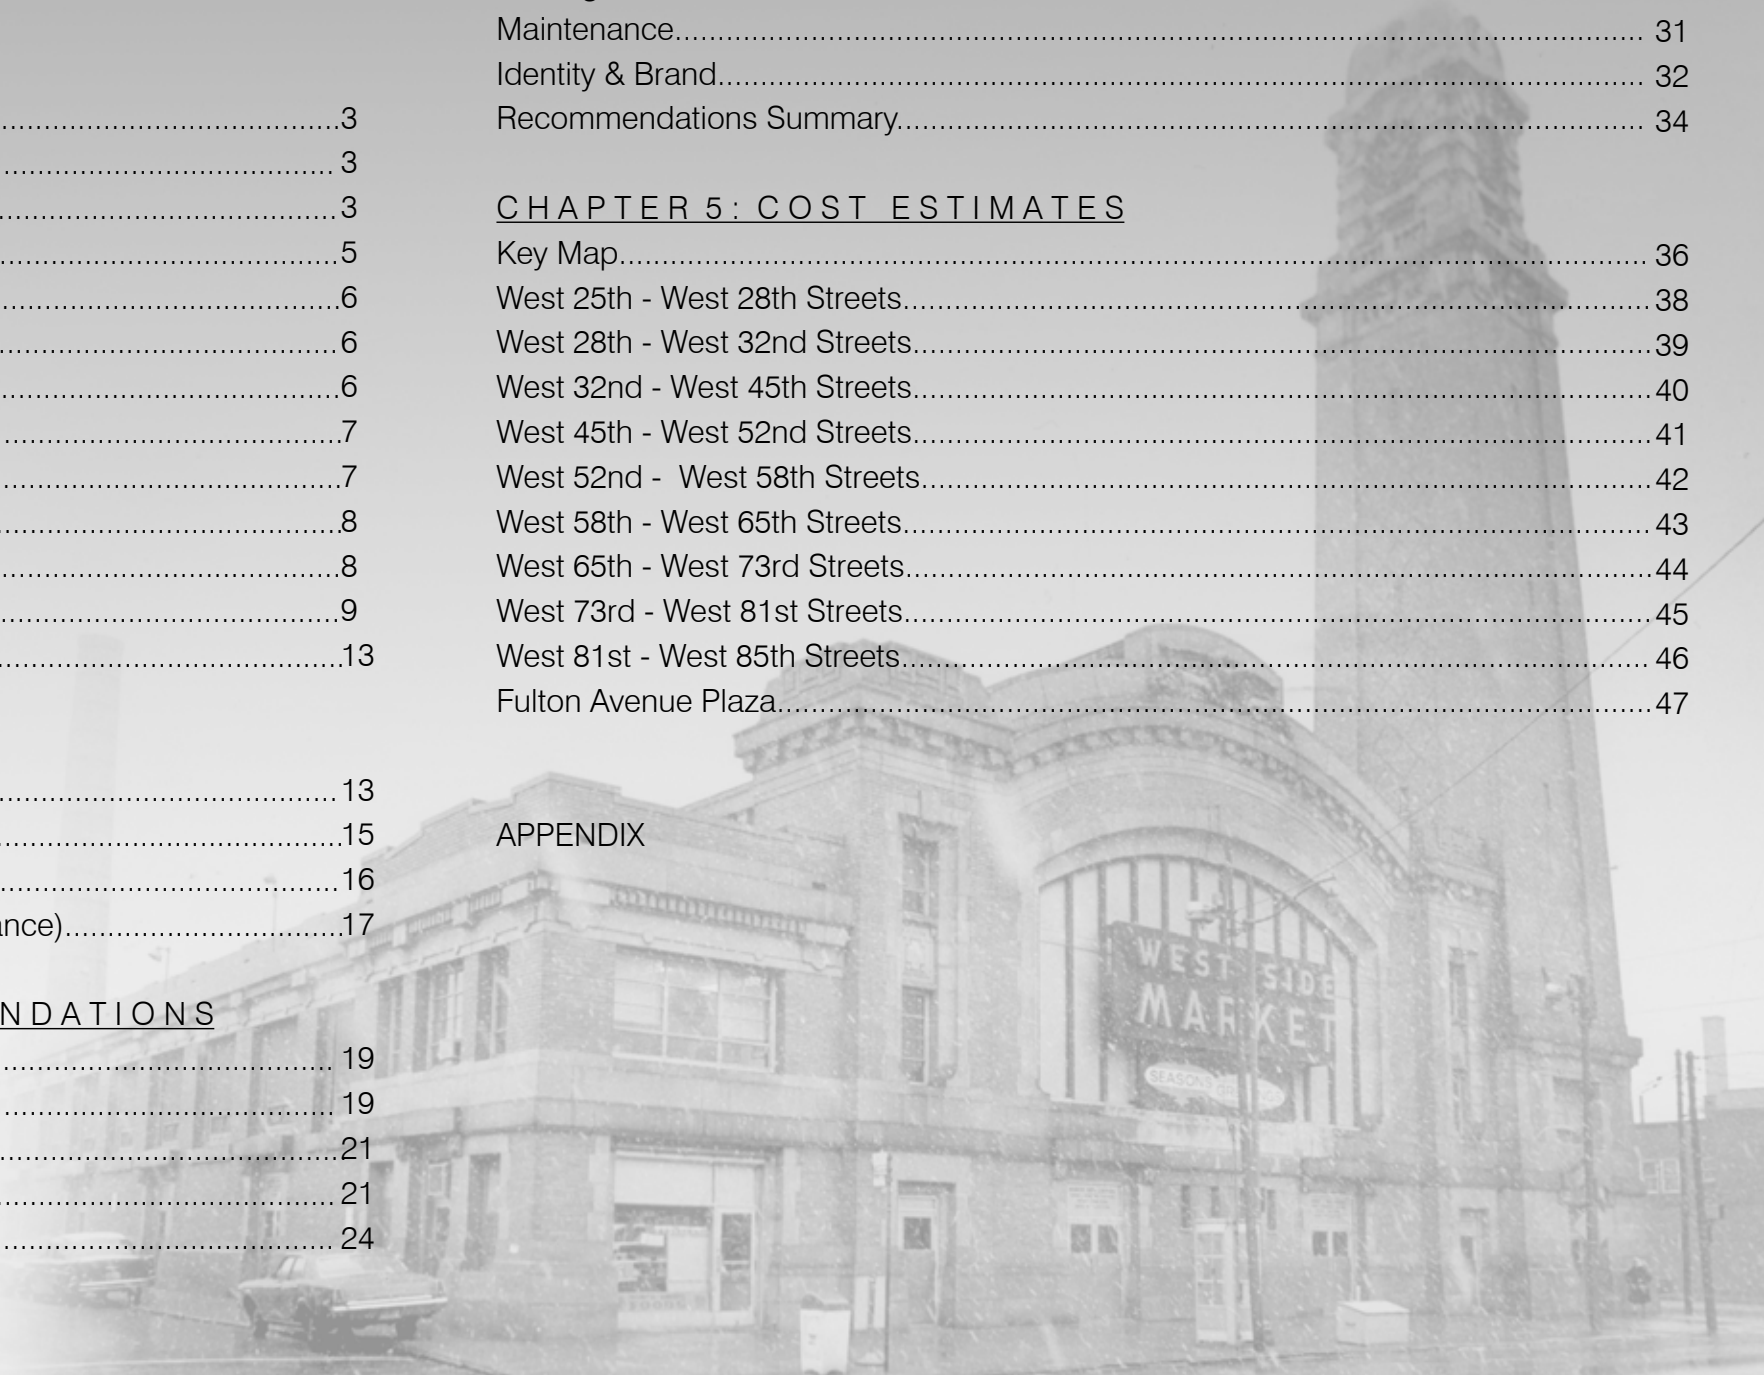 3
3
3
5
6
6
6
7
7
8
8
9
13
13
15
16
ance) 17
NDATIONS
19
19
21
21
24
Maintenance 31
Identity & Brand 32
Recommendations Summary 34
CHAPTER 5: COST ESTIMATES
Key Map 36
West 25th - West 28th Streets 38
West 28th - West 32nd Streets 39
West 32nd - West 45th Streets 40
West 45th - West 52nd Streets 41
West 52nd - West 58th Streets 42
West 58th - West 65th Streets 43
West 65th - West 73rd Streets 44
West 73rd - West 81st Streets 45
West 81st - West 85th Streets 46
Fulton Avenue Plaza 47
APPENDIX
WEST SIDE
MARKET